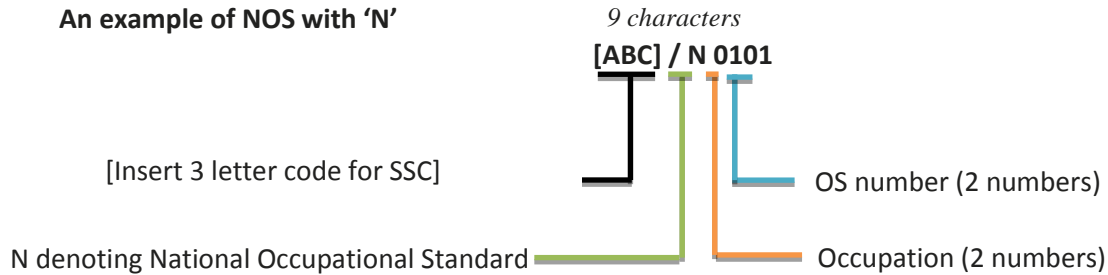 An example of NOS with ‘N’
9 characters
[ABC] / N 0101
[Insert 3 letter code for SSC]
OS number (2 numbers)
N denoting National Occupational Standard
Occupation (2 numbers)